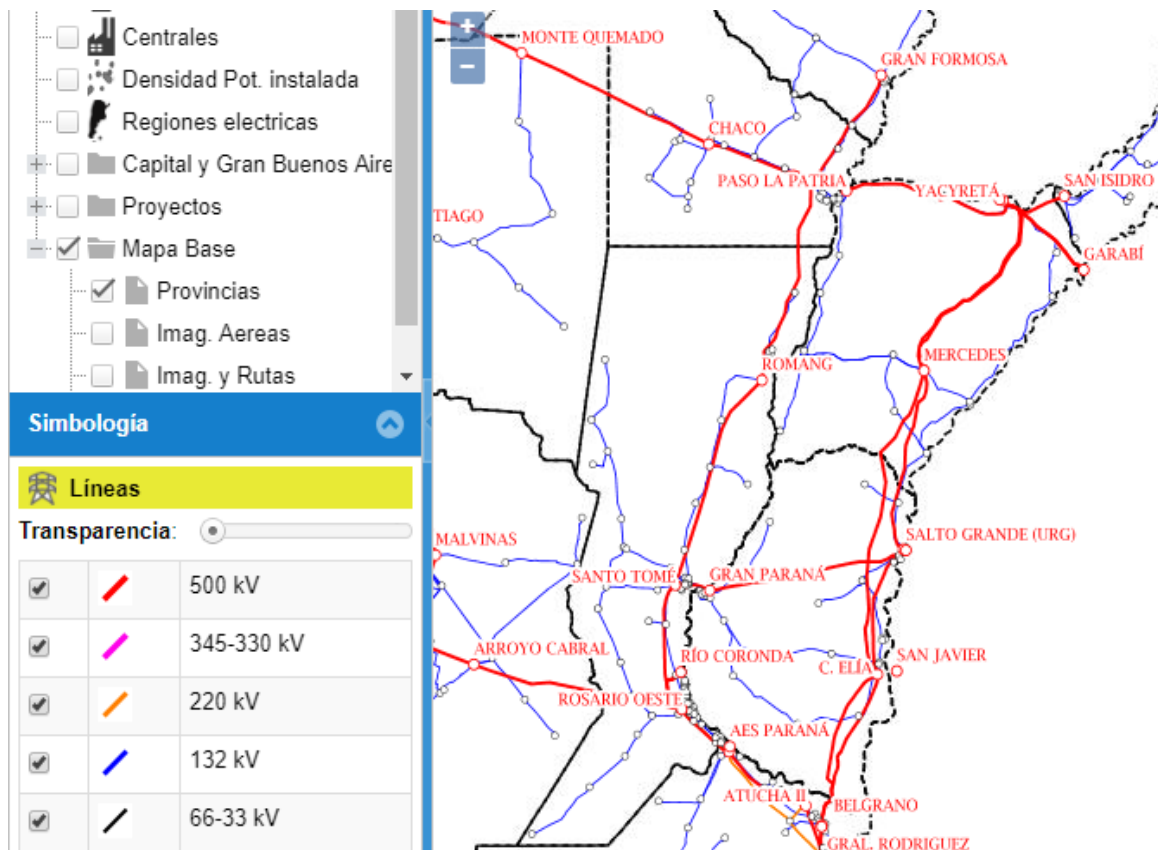 Centrales
Densidad Pot. instalada
Regiones electricas
Capital y Gran Buenos Aire
Proyectos
Mapa Base
Provincias
Imag. Aereas
Imag. y Rutas
Simbología
Líneas
Transparencia:
500 kV
345-330 kV
220 kV
132 kV
66-33 kV
+
−
MONTE QUEMADO
GRAN FORMOSA
CHACO
PASO LA PATRIA
YACYRETÁ
SAN ISIDRO
TIAGO
GARABÍ
ROMANG
MERCEDES
MALVINAS
SALTO GRANDE (URG)
SANTO TOMÉ
GRAN PARANÁ
ARROYO CABRAL
RÍO CORONDA
C. ELÍA
SAN JAVIER
ROSARIO OESTE
AES PARANÁ
ATUCHA II
BELGRANO
GRAL. RODRIGUEZ